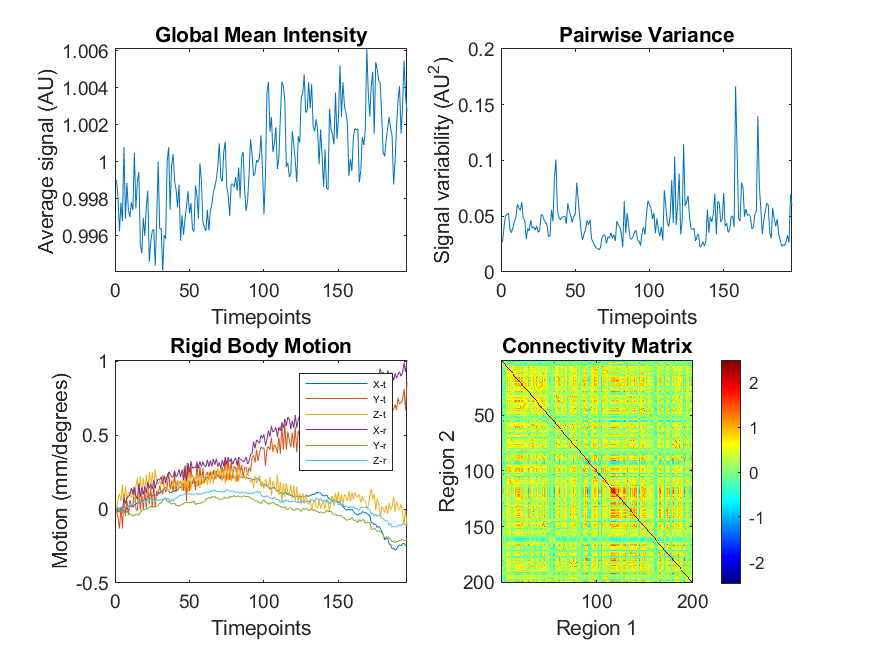 Global Mean Intensity
1.006
1.004
1.002
1
0.998
0.996
Average signal (AU)
0
50
100
150
Timepoints
Pairwise Variance
0.2
0.15
0.1
0.05
0
Signal variability (AU²)
0
50
100
150
Timepoints
Rigid Body Motion
1
0.5
0
-0.5
Motion (mm/degrees)
X-t
Y-t
Z-t
X-r
Y-r
Z-r
0
50
100
150
Timepoints
Connectivity Matrix
50
100
150
200
Region 2
100
200
Region 1
2
1
0
-1
-2